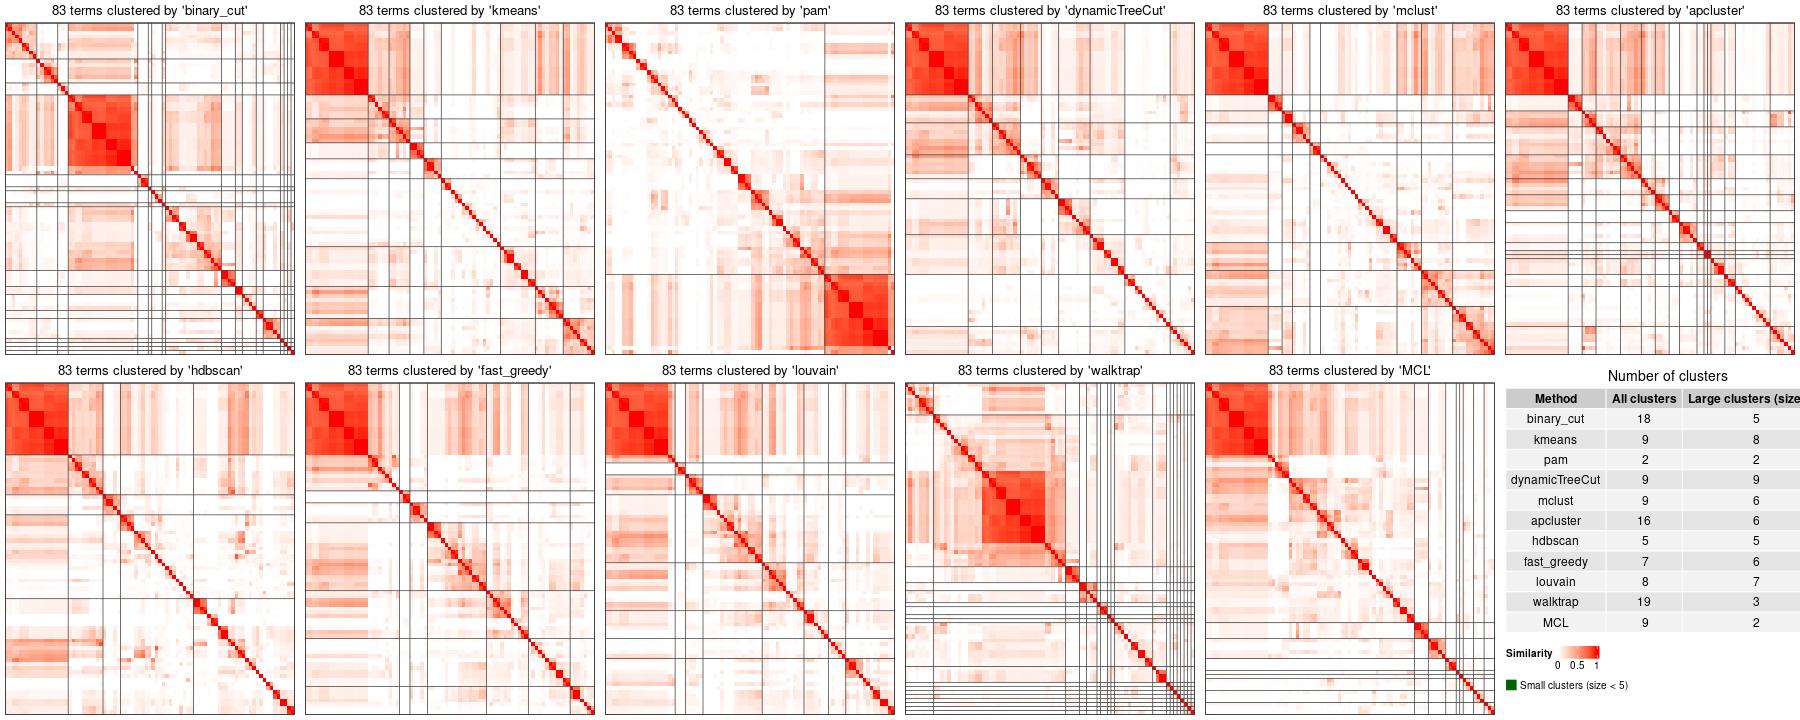 83 terms clustered by 'binary_cut'
83 terms clustered by 'kmeans'
83 terms clustered by 'pam'
83 terms clustered by 'dynamicTreeCut'
83 terms clustered by 'mclust'
83 terms clustered by 'apcluster'
83 terms clustered by 'hdbscan'
83 terms clustered by 'fast_greedy'
83 terms clustered by 'louvain'
83 terms clustered by 'walktrap'
83 terms clustered by 'MCL'
Number of clusters
Method All clusters Large clusters (size
binary_cut 18 5
kmeans 9 8
pam 2 2
dynamicTreeCut 9 9
mclust 9 6
apcluster 16 6
hdbscan 5 5
fast_greedy 7 6
louvain 8 7
walktrap 19 3
MCL 9 2
Similarity
0 0.5 1
Small clusters (size < 5)